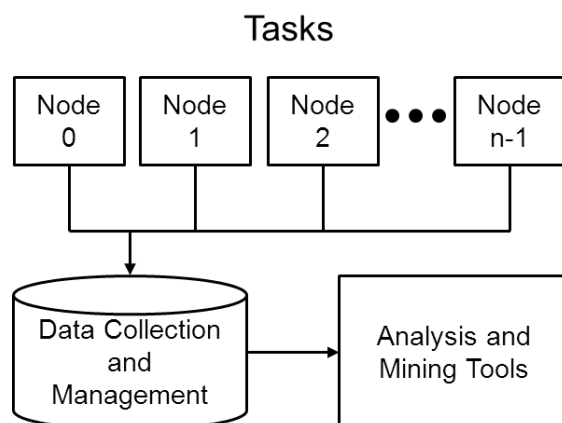 Tasks
Node
0
Node
1
Node
2
Node
n-1
Data Collection
and
Management
Analysis and
Mining Tools